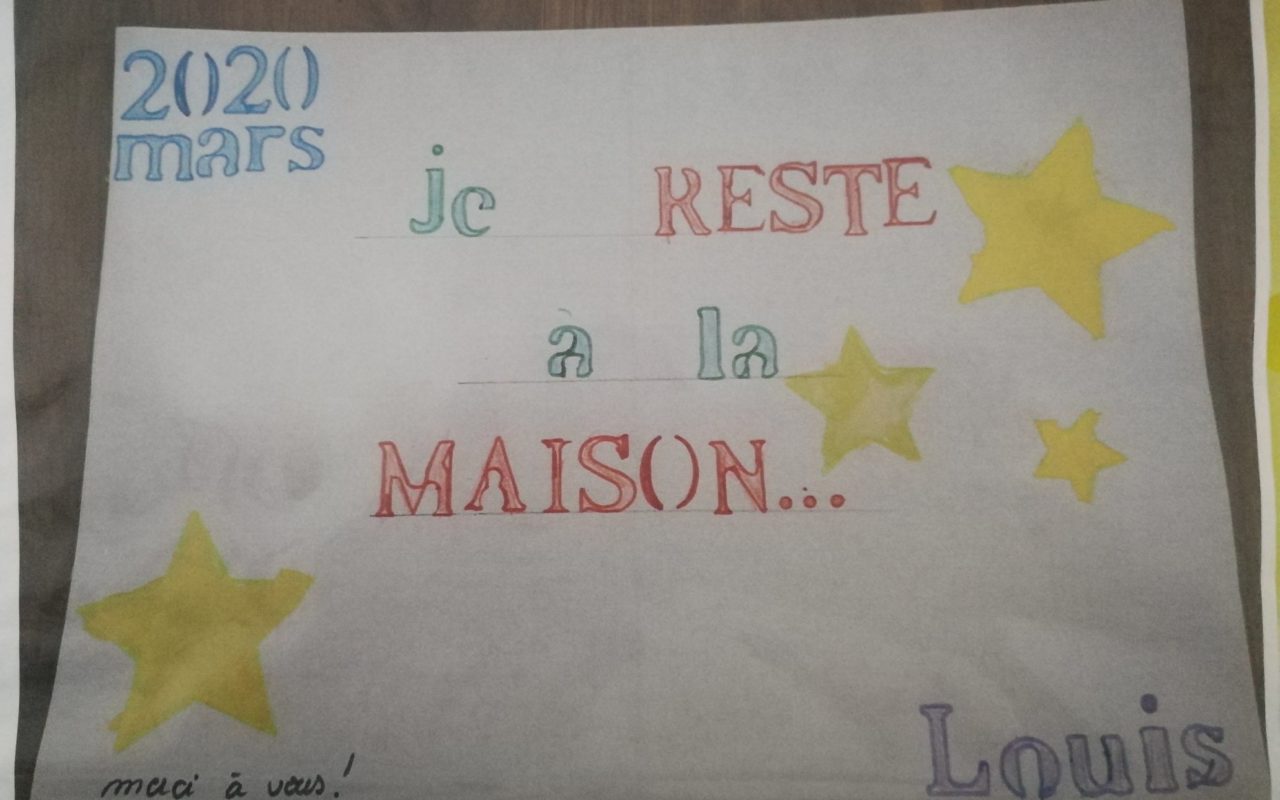 2020
mars
je RESTE
à la
MAISON...
merci à vous!
Louis